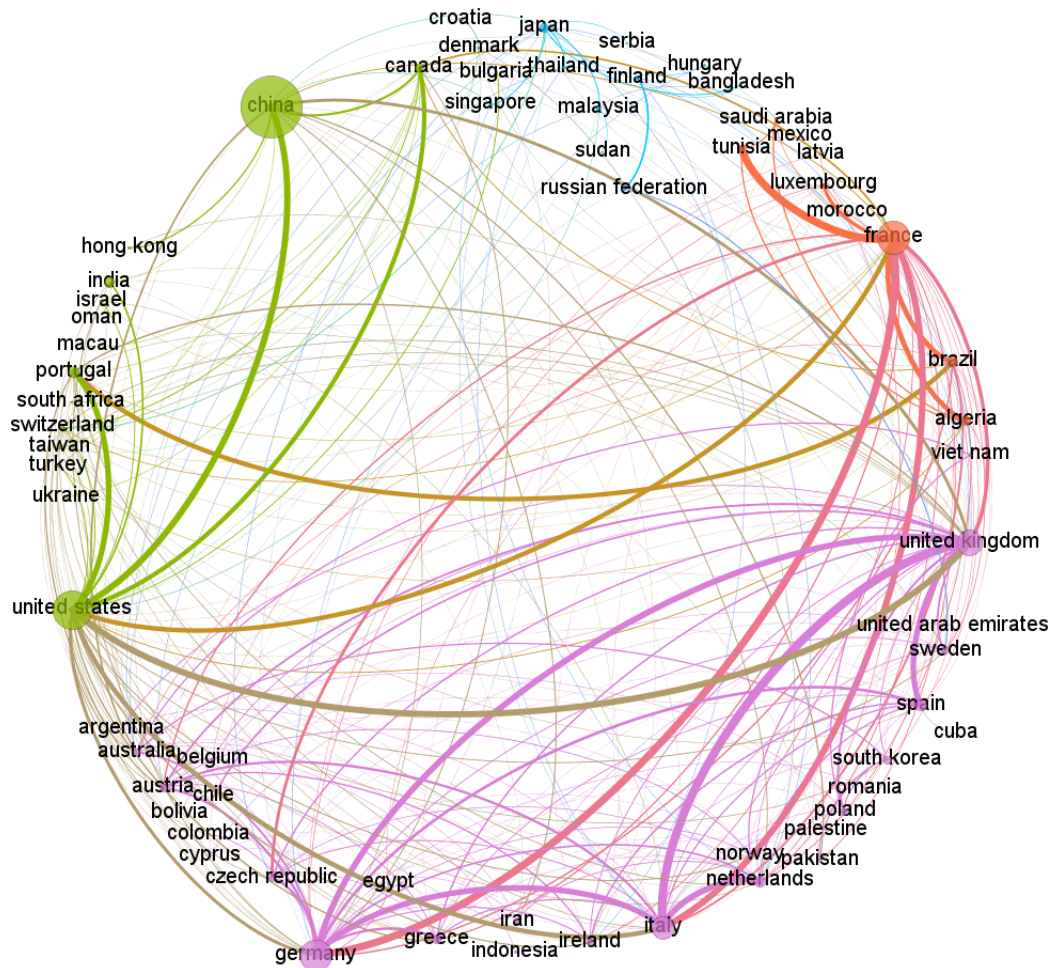 croatia
japan
denmark
serbia
canada
bulgaria
thailand
finland
hungary
bangladesh
china
singapore
malaysia
saudi arabia
mexico
tunisia
latvia
sudan
russian federation
luxembourg
morocco
france
hong kong
india
israel
oman
macau
portugal
brazil
south africa
algeria
switzerland
taiwan
viet nam
turkey
ukraine
united kingdom
united states
united arab emirates
sweden
spain
argentina
cuba
australia
belgium
south korea
austria
chile
romania
bolivia
poland
colombia
palestine
cyprus
norway
pakistan
czech republic
egypt
netherlands
iran
italy
greece
ireland
indonesia
germany